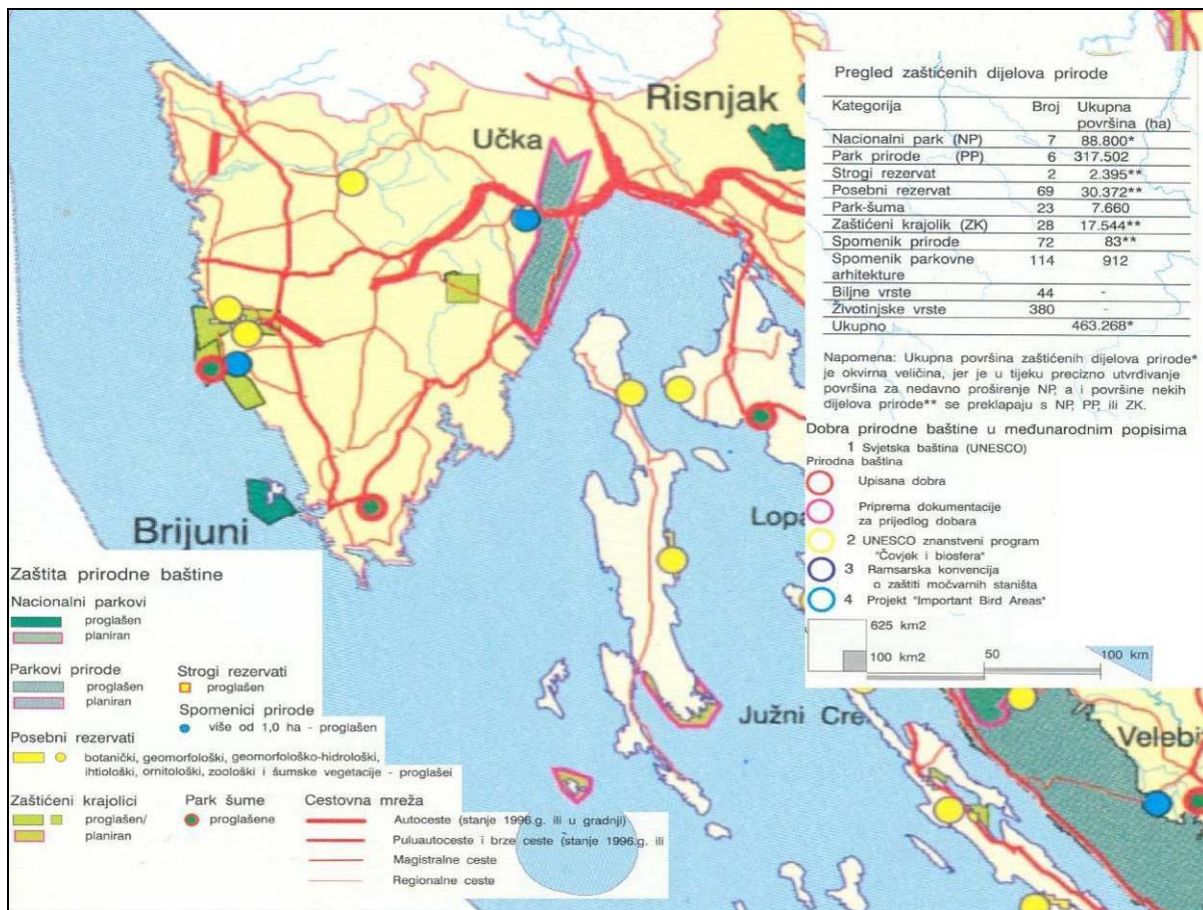 Risnjak
Učka
Brijuni
Južni Cre
Velebi
Pregled zaštićenih dijelova prirode
Kategorija Broj Ukupna
površina (ha)
Nacionalni park (NP) 7 88.800*
Park prirode (PP) 6 317.502
Strogi rezervat 2 2.395**
Posebni rezervat 69 30.372**
Park-šuma 23 7.660
Zaštićeni krajolik (ZK) 28 17.544**
Spomenik prirode 72 83**
Spomenik parkovne 114 912
arhitekture
Biljne vrste 44 -
Životinjske vrste 380 -
Ukupno 463.268*
Napomena: Ukupna površina zaštićenih dijelova prirode*
je okvirna veličina, jer je u tijeku precizno utvrđivanje
površina za nedavno proširenje NP, a i površine nekih
dijelova prirode** se preklapaju s NP, PP, ili ZK.
Dobra prirodne baštine u međunarodnim popisima
1 Svjetska baština (UNESCO)
Prirodna baština
Upisana dobra
Priprema dokumentacije
za prijedlog dobara
2 UNESCO znanstveni program
"Čovjek i biosfera"
3 Ramsarska konvencija
o zaštiti močvarnih staništa
4 Projekt "Important Bird Areas"
625 km2
100 km2 50 100 km
Zaštita prirodne baštine
Nacionalni parkovi
proglašen
planiran
Parkovi prirode
proglašen
planiran
Strogi rezervati
proglašen
Spomenici prirode
više od 1,0 ha - proglašen
Posebni rezervati
botanički, geomorfološki, geomorfološko-hidrološki,
ihtiološki, ornitološki, zoološki i šumske vegetacije - proglašei
Zaštićeni krajolici
proglašen/
planiran
Park šume
proglašene
Cestovna mreža
Autoceste (stanje 1996.g. ili u gradnji)
Puluautoceste i brze ceste (stanje 1996.g. ili
Magistralne ceste
Regionalne ceste